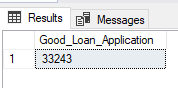 Results Messages
Good_Loan_Application
1 33243